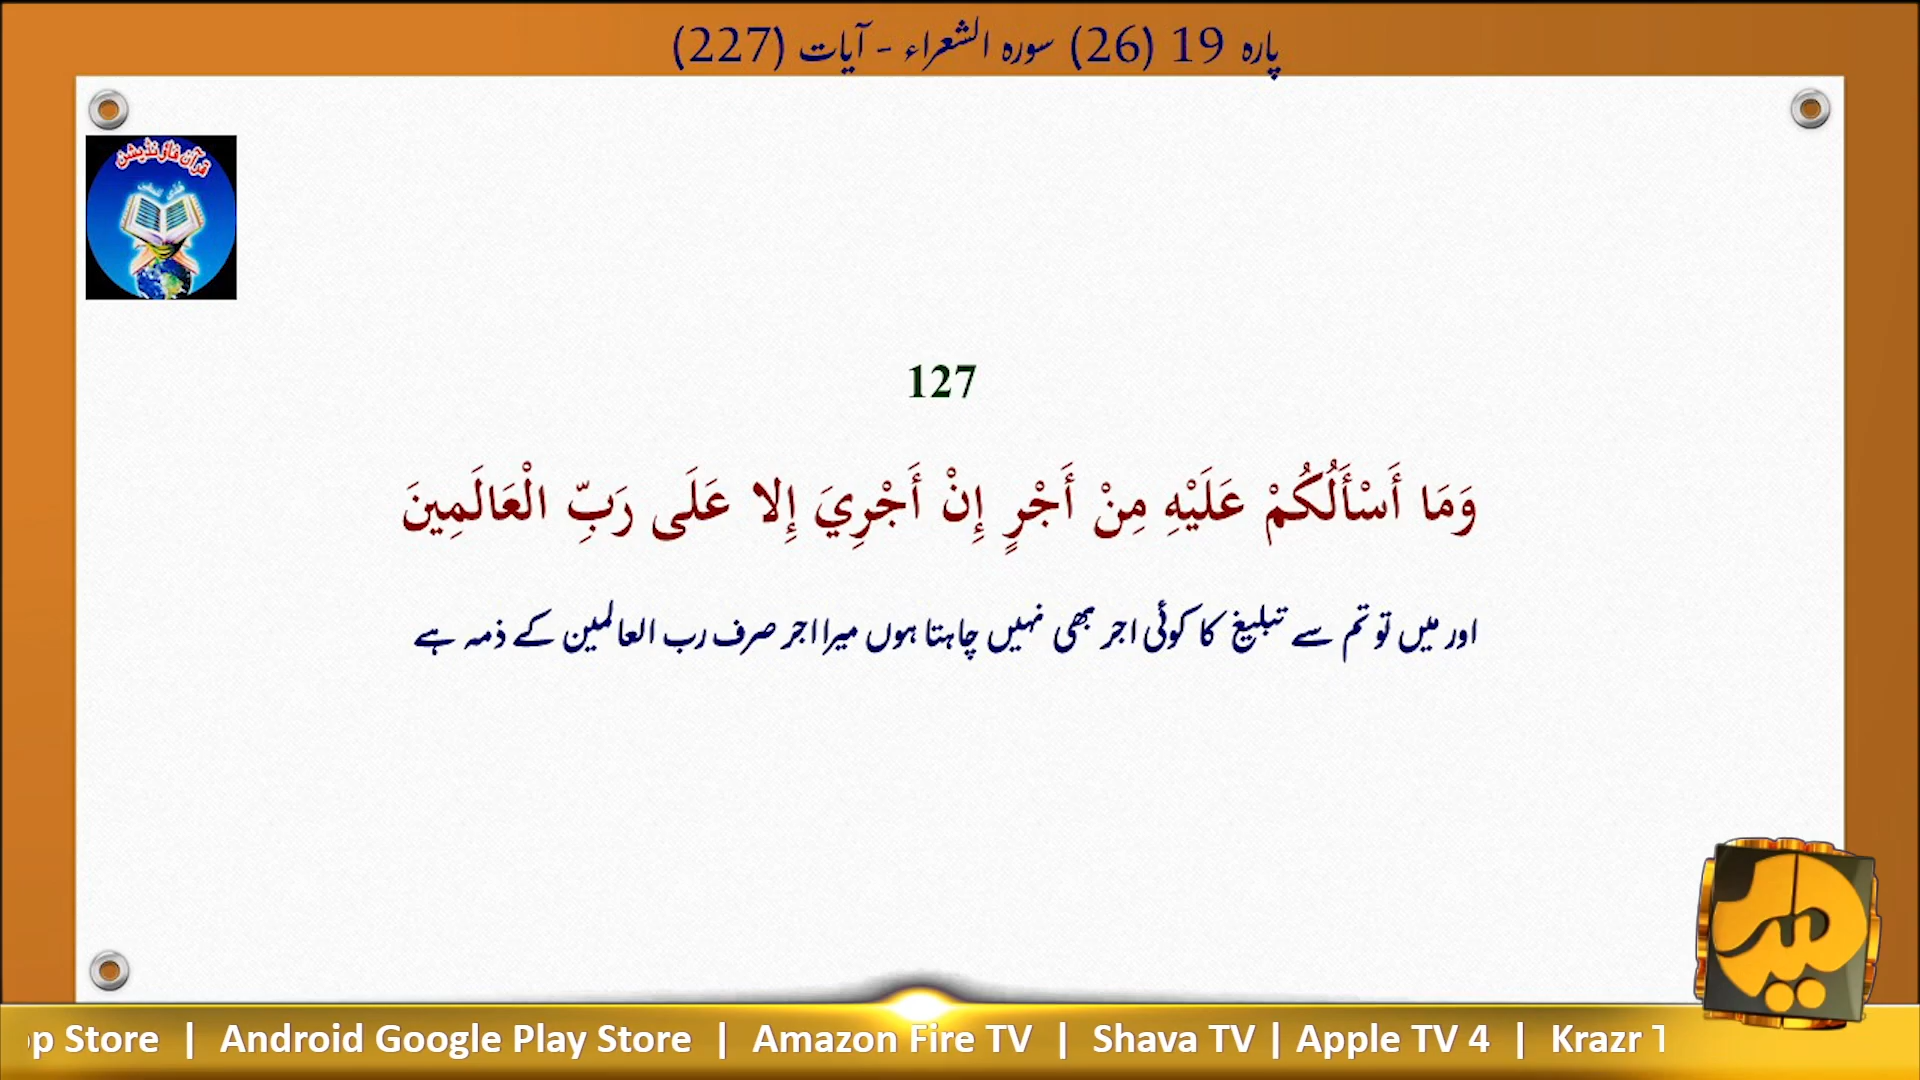 پارہ 19 (26) سورہ الشعراء - آیات (227)
قرآن فاؤنڈیشن
127
وَمَا أَسْأَلُكُمْ عَلَيْهِ مِنْ أَجْرٍ إِنْ أَجْرِيَ إِلا عَلَى رَبِّ الْعَالَمِينَ
اور میں تو تم سے تبلیغ کا کوئی اجر بھی نہیں چاہتا ہوں میرا اجر صرف رب العالمین کے ذمہ ہے
p Store | Android Google Play Store | Amazon Fire TV | Shava TV | Apple TV 4 | Krazr T